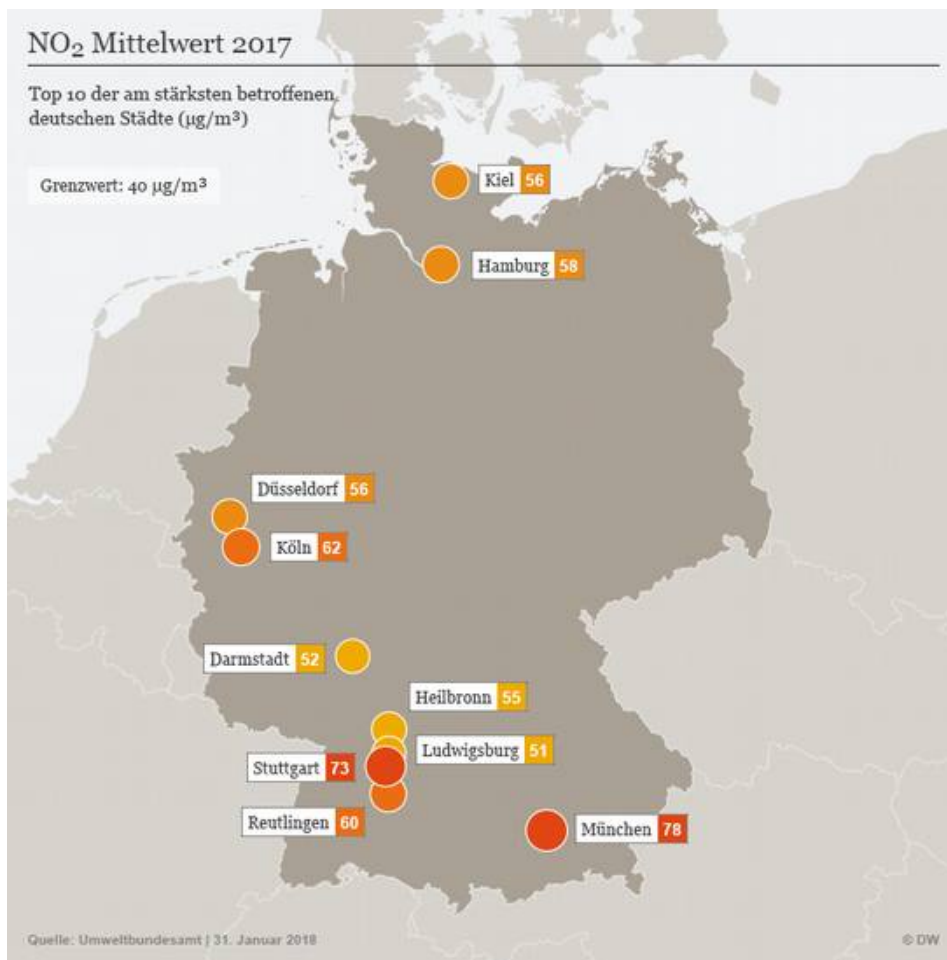 NO₂ Mittelwert 2017
Top 10 der am stärksten betroffenen
deutschen Städte (µg/m³)
Grenzwert: 40 µg/m³
Kiel 56
Hamburg 58
Düsseldorf 56
Köln 62
Darmstadt 52
Heilbronn 55
Ludwigsburg 51
Stuttgart 73
Reutlingen 60
München 78
Quelle: Umweltbundesamt | 31. Januar 2018
© DW